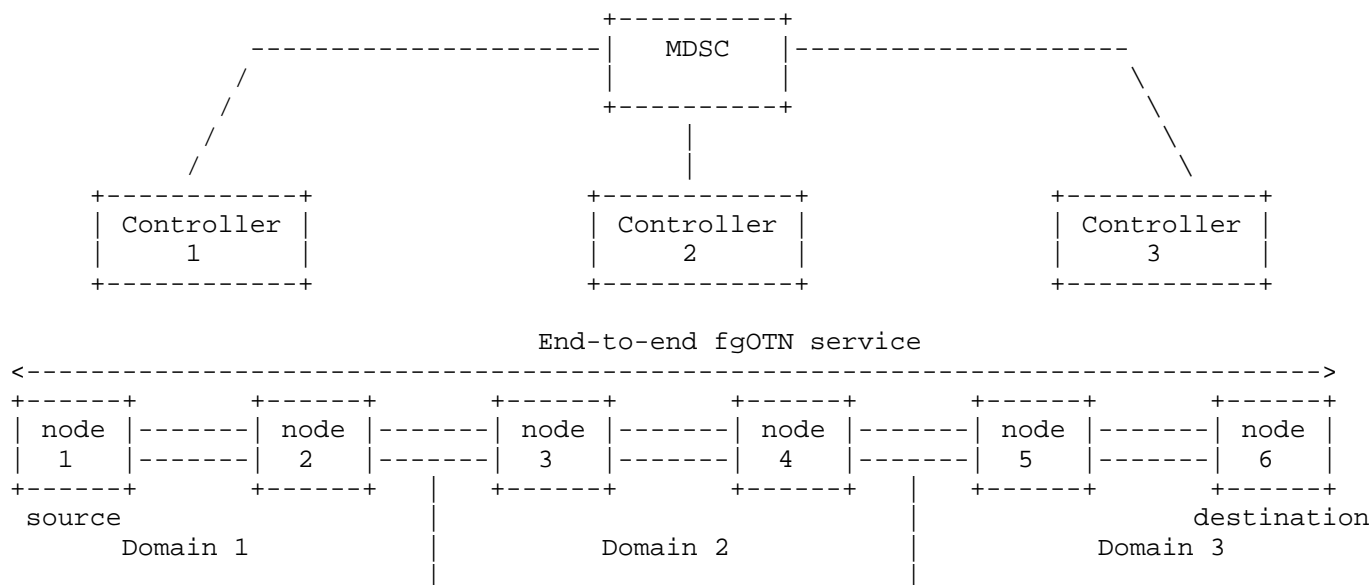 MDSC
Controller Controller Controller
1 2 3
End-to-end fgOTN service
node node node node node node
1 2 3 4 5 6
source destination
Domain 1 Domain 2 Domain 3